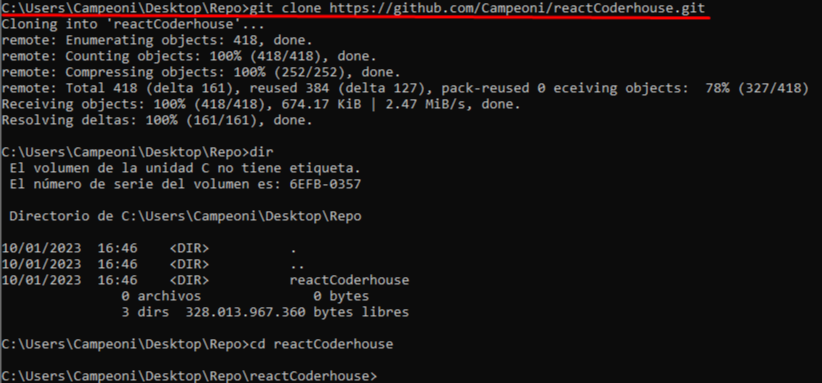 C:\Users\Campeoni\Desktop\Repo>git clone https://github.com/Campeoni/reactCoderhouse.git
Cloning into 'reactCoderhouse'...
remote: Enumerating objects: 418, done.
remote: Counting objects: 100% (418/418), done.
remote: Compressing objects: 100% (252/252), done.
remote: Total 418 (delta 161), reused 384 (delta 127), pack-reused 0 eceiving objects:  78% (327/418)
Receiving objects: 100% (418/418), 674.17 KiB | 2.47 MiB/s, done.
Resolving deltas: 100% (161/161), done.
C:\Users\Campeoni\Desktop\Repo>dir
El volumen de la unidad C no tiene etiqueta.
El número de serie del volumen es: 6EFB-0357
Directorio de C:\Users\Campeoni\Desktop\Repo
10/01/2023  16:46    <DIR>          .
10/01/2023  16:46    <DIR>          ..
10/01/2023  16:46    <DIR>          reactCoderhouse
0 archivos              0 bytes
3 dirs  328.013.967.360 bytes libres
C:\Users\Campeoni\Desktop\Repo>cd reactCoderhouse
C:\Users\Campeoni\Desktop\Repo\reactCoderhouse>